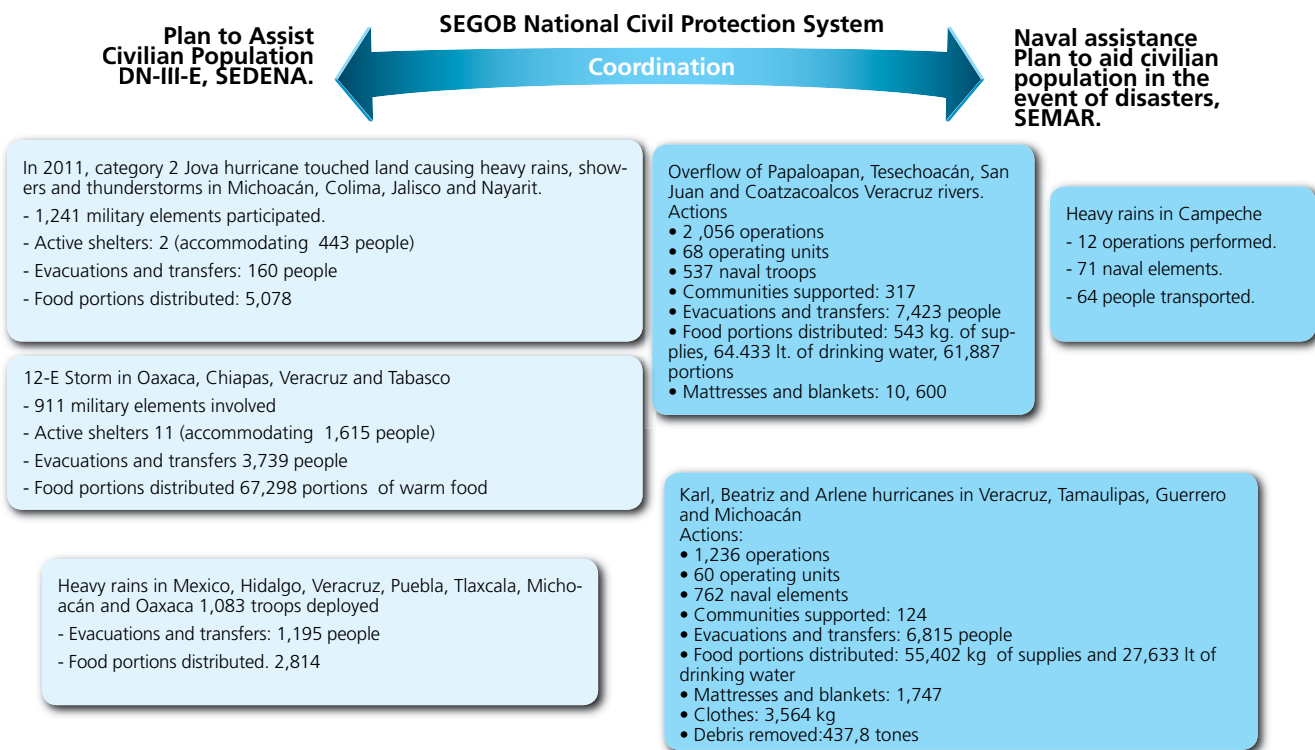 SEGOB National Civil Protection System
Plan to Assist
Civilian Population
DN-III-E, SEDENA.
Coordination
Naval assistance
Plan to aid civilian
population in the
event of disasters,
SEMAR.
In 2011, category 2 Jova hurricane touched land causing heavy rains, show-
ers and thunderstorms in Michoacán, Colima, Jalisco and Nayarit.
- 1,241 military elements participated.
- Active shelters: 2 (accommodating 443 people)
- Evacuations and transfers: 160 people
- Food portions distributed: 5,078
12-E Storm in Oaxaca, Chiapas, Veracruz and Tabasco
- 911 military elements involved
- Active shelters 11 (accommodating 1,615 people)
- Evacuations and transfers 3,739 people
- Food portions distributed 67,298 portions of warm food
Heavy rains in Mexico, Hidalgo, Veracruz, Puebla, Tlaxcala, Micho-
acán and Oaxaca 1,083 troops deployed
- Evacuations and transfers: 1,195 people
- Food portions distributed. 2,814
Overflow of Papaloapan, Tesechoacán, San
Juan and Coatzacoalcos Veracruz rivers.
Actions
• 2 ,056 operations
• 68 operating units
• 537 naval troops
• Communities supported: 317
• Evacuations and transfers: 7,423 people
• Food portions distributed: 543 kg. of sup-
plies, 64.433 lt. of drinking water, 61,887
portions
• Mattresses and blankets: 10, 600
Heavy rains in Campeche
- 12 operations performed.
- 71 naval elements.
- 64 people transported.
Karl, Beatriz and Arlene hurricanes in Veracruz, Tamaulipas, Guerrero
and Michoacán
Actions:
• 1,236 operations
• 60 operating units
• 762 naval elements
• Communities supported: 124
• Evacuations and transfers: 6,815 people
• Food portions distributed: 55,402 kg of supplies and 27,633 lt of
drinking water
• Mattresses and blankets: 1,747
• Clothes: 3,564 kg
• Debris removed:437,8 tones